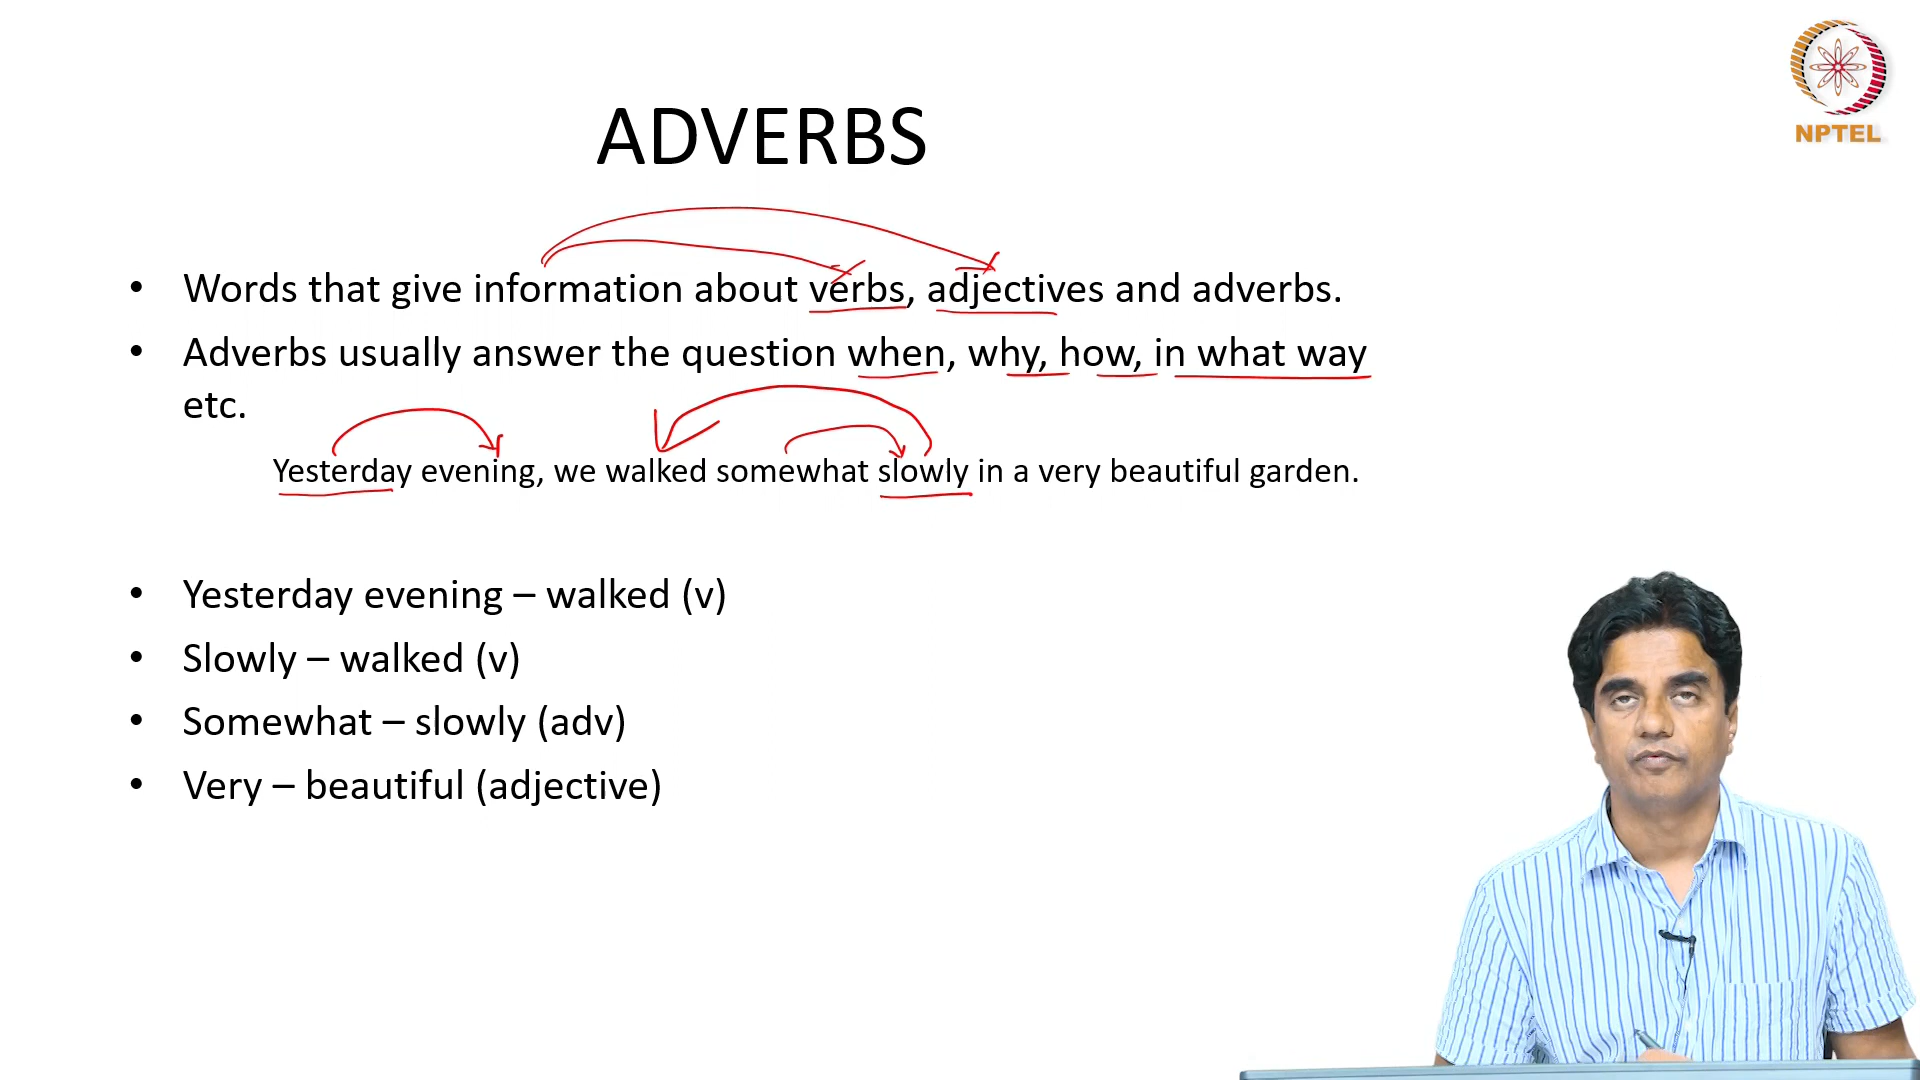 NPTEL
ADVERBS
• Words that give information about verbs, adjectives and adverbs.
• Adverbs usually answer the question when, why, how, in what way
etc.
Yesterday evening, we walked somewhat slowly in a very beautiful garden.
• Yesterday evening – walked (v)
• Slowly – walked (v)
• Somewhat – slowly (adv)
• Very – beautiful (adjective)